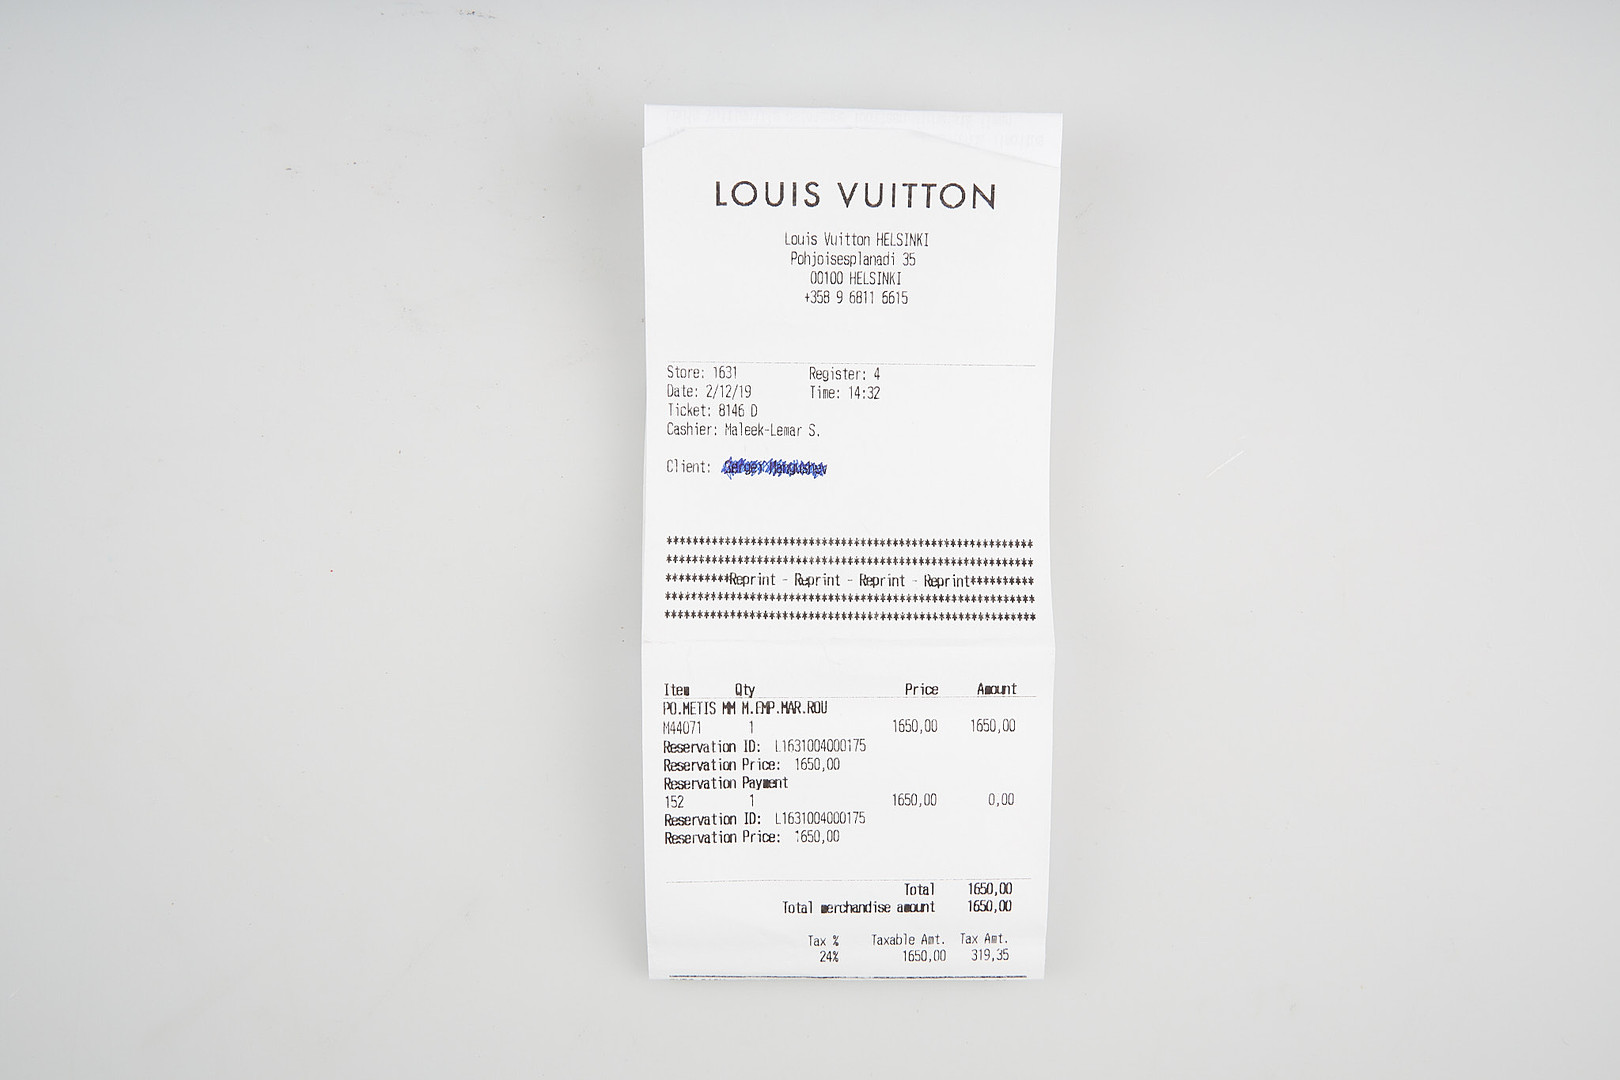 LOUIS VUITTON
Louis Vuitton HELSINKI
Pohjoisesplanadi 35
00100 HELSINKI
+358 9 6811 6615
Store: 1631 Register: 4
Date: 2/12/19 Time: 14:32
Ticket: 8146 D
Cashier: Maleek-Lemar S.
Client:
*********************************************************
*********************************************************
**********Reprint - Reprint - Reprint - Reprint**********
*********************************************************
*********************************************************
Item Qty Price Amount
PO.METIS MM M.EMP.MAR.ROU
M44071 1 1650,00 1650,00
Reservation ID: L1631004000175
Reservation Price: 1650,00
Reservation Payment
152 1 1650,00 0,00
Reservation ID: L1631004000175
Reservation Price: 1650,00
Total 1650,00
Total merchandise amount 1650,00
Tax % Taxable Amt. Tax Amt.
24% 1650,00 319,35